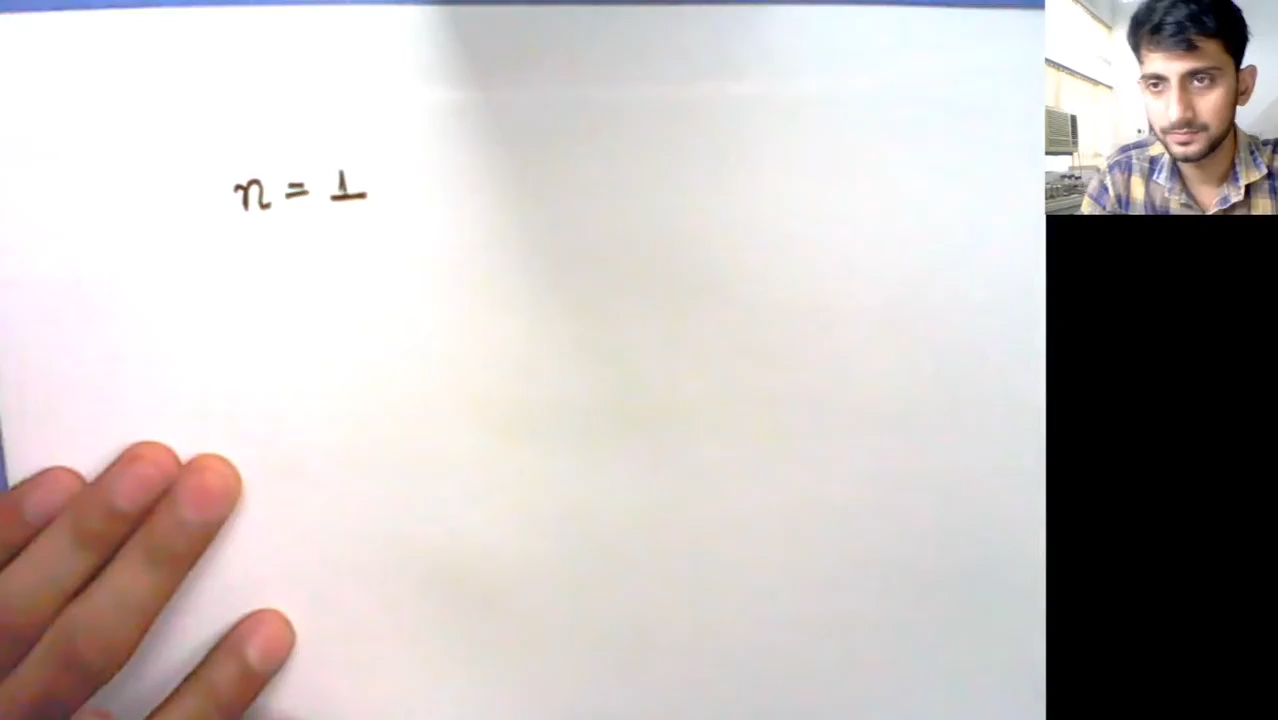 n = 1